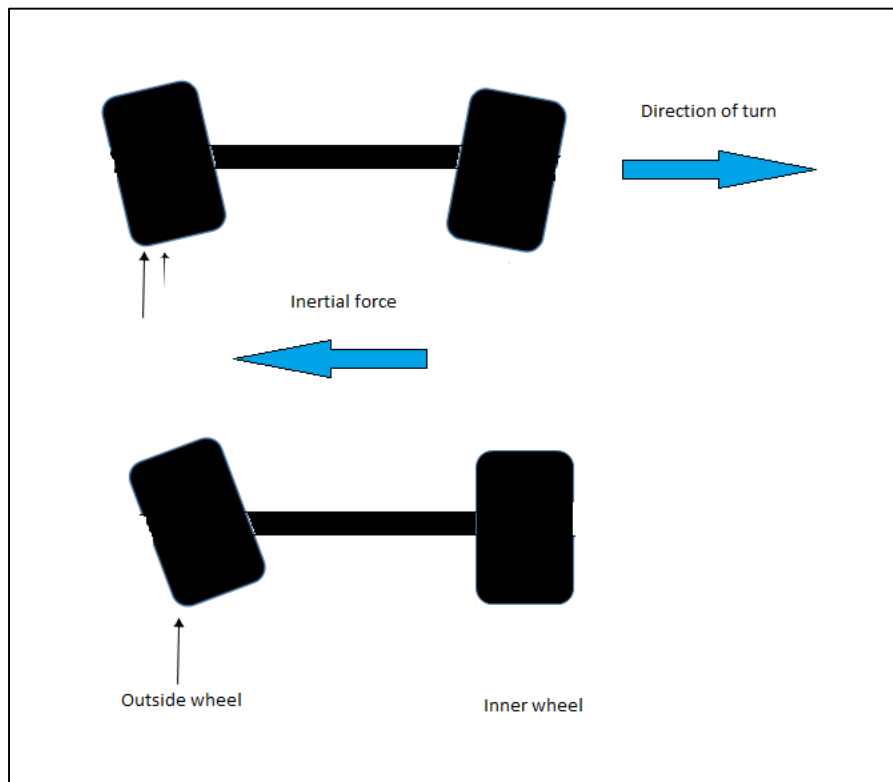 Direction of turn
Inertial force
Outside wheel
Inner wheel